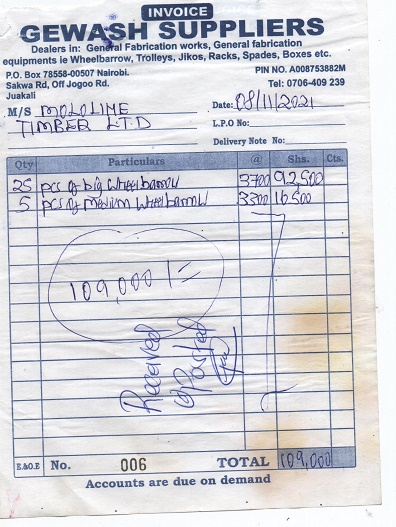 INVOICE
GEWASH SUPPLIERS
Dealers in: General Fabrication works, General fabrication
equipments ie Wheelbarrow, Trolleys, Jikos, Racks, Spades, Boxes etc.
P.O. Box 78558-00507 Nairobi. PIN NO. A008753882M
Sakwa Rd, Off Jogoo Rd. Tel: 0706-409 239
Juakali
M/S MOLOLINE Date: 08/11/2021
TIMBER LTD L.P.O No:
Delivery Note No:
Qty Particulars @ Shs. Cts.
25 pcs of big wheelbarrow 3700 92,500
5 pcs of medium wheelbarrow 3300 16500
109,000/=
Received
Posted
E.&O.E No. 006 TOTAL 109,000
Accounts are due on demand